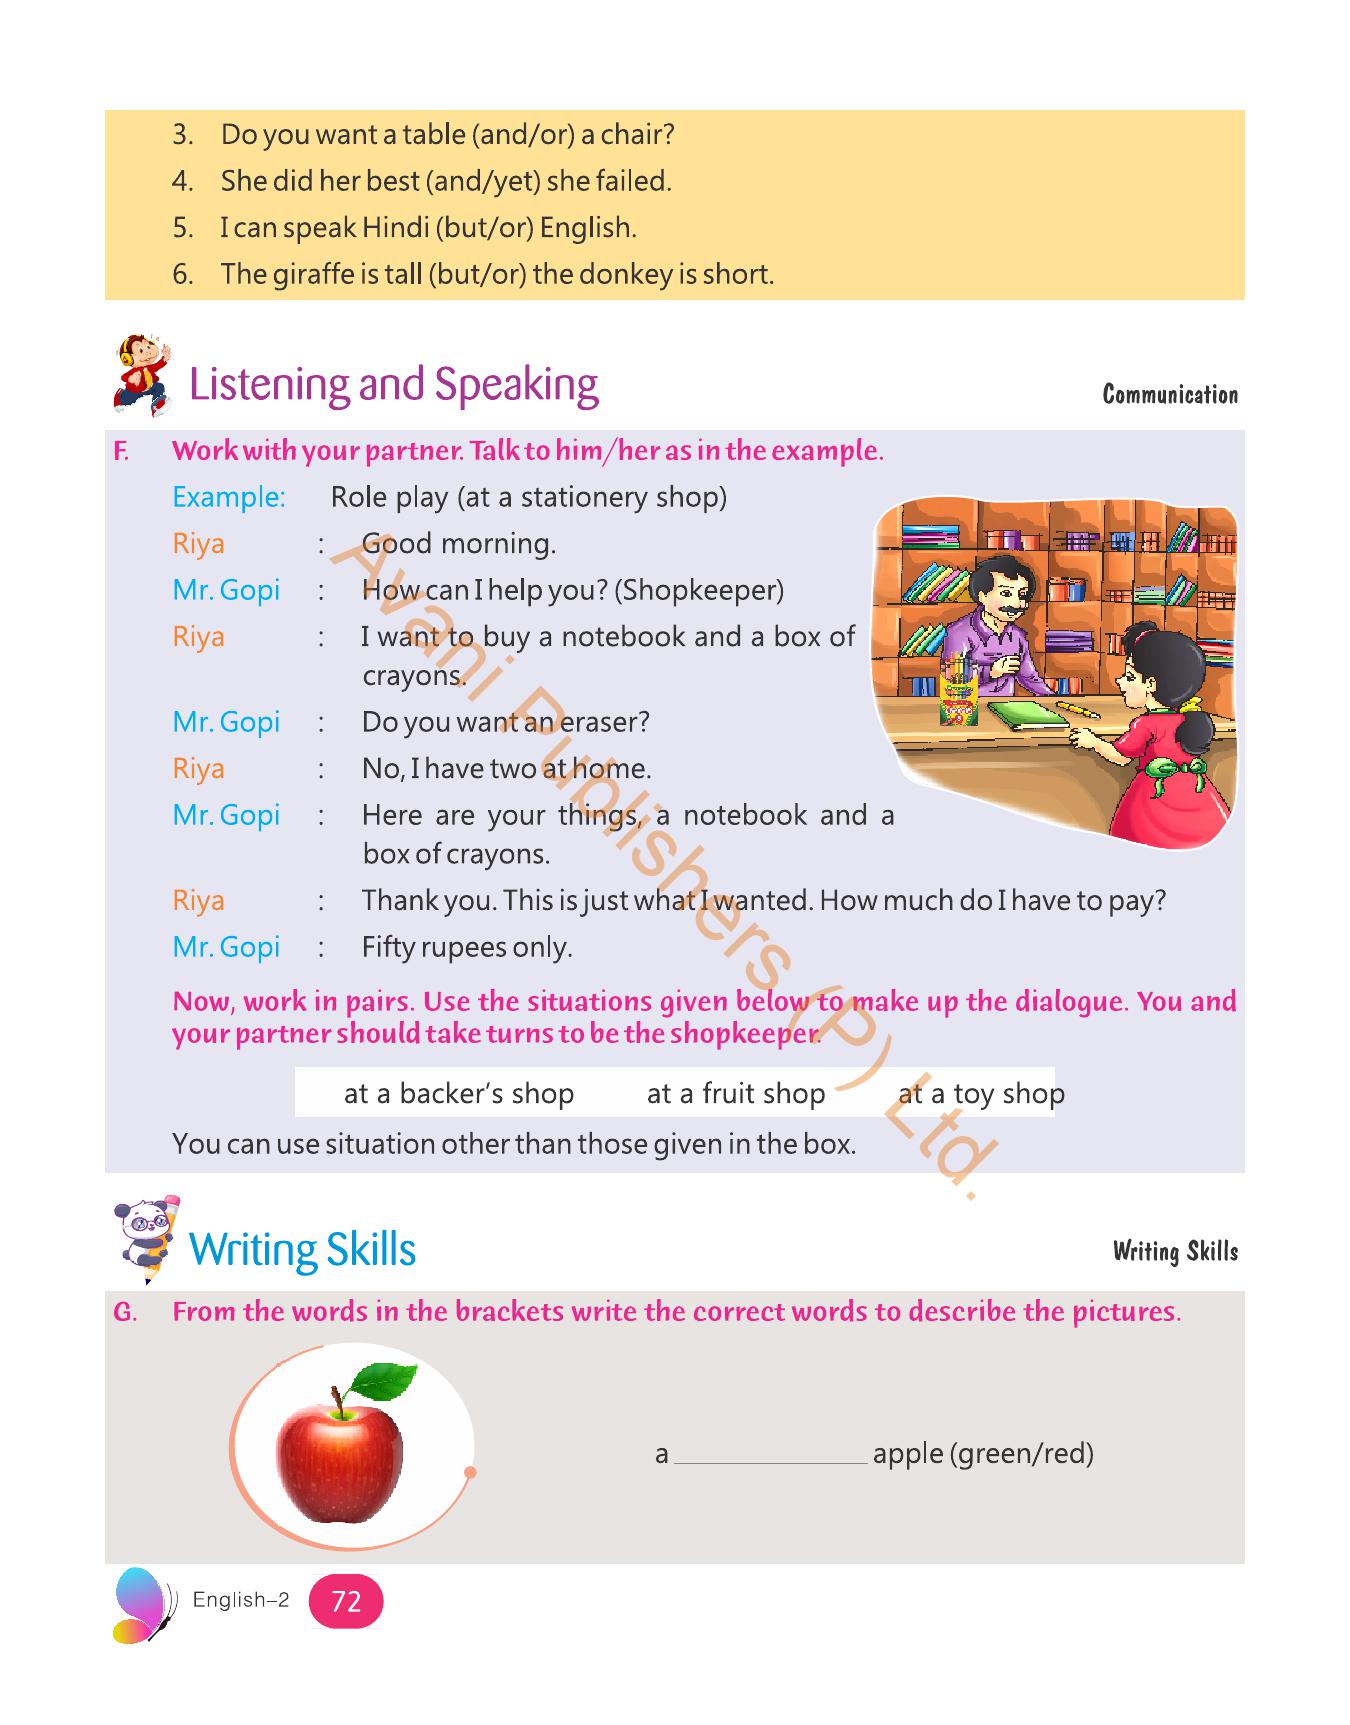 3. Do you want a table (and/or) a chair?
4. She did her best (and/yet) she failed.
5. I can speak Hindi (but/or) English.
6. The giraffe is tall (but/or) the donkey is short.
Listening and Speaking
Communication
F. Work with your partner. Talk to him/her as in the example.
Example: Role play (at a stationery shop)
Riya : Good morning.
Mr. Gopi : How can I help you? (Shopkeeper)
Riya : I want to buy a notebook and a box of
crayons.
Mr. Gopi : Do you want an eraser?
Riya : No, I have two at home.
Mr. Gopi : Here are your things, a notebook and a
box of crayons.
Riya : Thank you. This is just what I wanted. How much do I have to pay?
Mr. Gopi : Fifty rupees only.
Now, work in pairs. Use the situations given below to make up the dialogue. You and
your partner should take turns to be the shopkeeper.
at a backer's shop at a fruit shop at a toy shop
You can use situation other than those given in the box.
Writing Skills
Writing Skills
G. From the words in the brackets write the correct words to describe the pictures.
a ____________ apple (green/red)
English–2 72
Avani Publishers (P) Ltd.